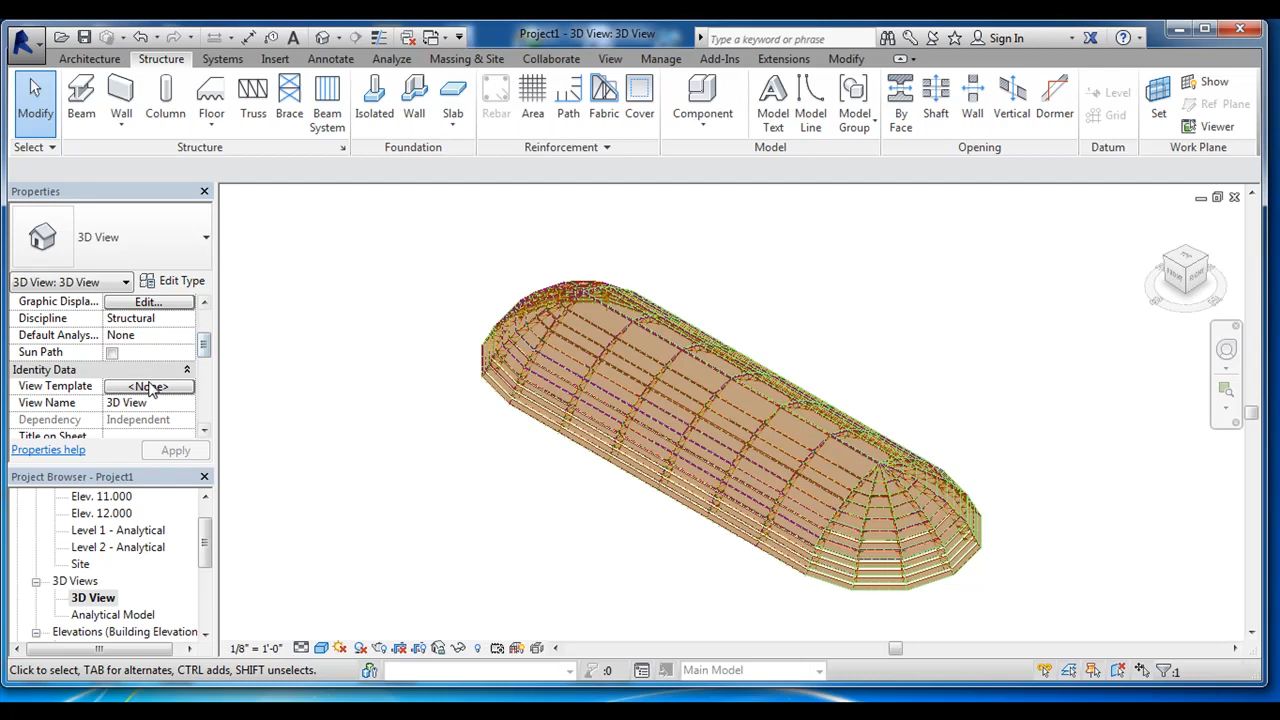 Project1 - 3D View: 3D View
Type a keyword or phrase
Sign In
Architecture Structure Systems Insert Annotate Analyze Massing & Site Collaborate View Manage Add-Ins Extensions Modify
Modify Beam Wall Column Floor Truss Brace Beam System Isolated Wall Slab Rebar Area Path Fabric Cover Component Model Text Model Line Model Group By Face Shaft Wall Vertical Dormer Level Grid Set Show Ref Plane Viewer
Select Structure Foundation Reinforcement Model Opening Datum Work Plane
Properties
3D View
3D View: 3D View Edit Type
Graphic Displa... Edit...
Discipline Structural
Default Analys... None
Sun Path
Identity Data
View Template <None>
View Name 3D View
Dependency Independent
Title on Sheet
Properties help Apply
Project Browser - Project1
Elev. 11.000
Elev. 12.000
Level 1 - Analytical
Level 2 - Analytical
Site
3D Views
3D View
Analytical Model
Elevations (Building Elevation
1/8" = 1'-0"
Click to select, TAB for alternates, CTRL adds, SHIFT unselects.
:0
Main Model
:1